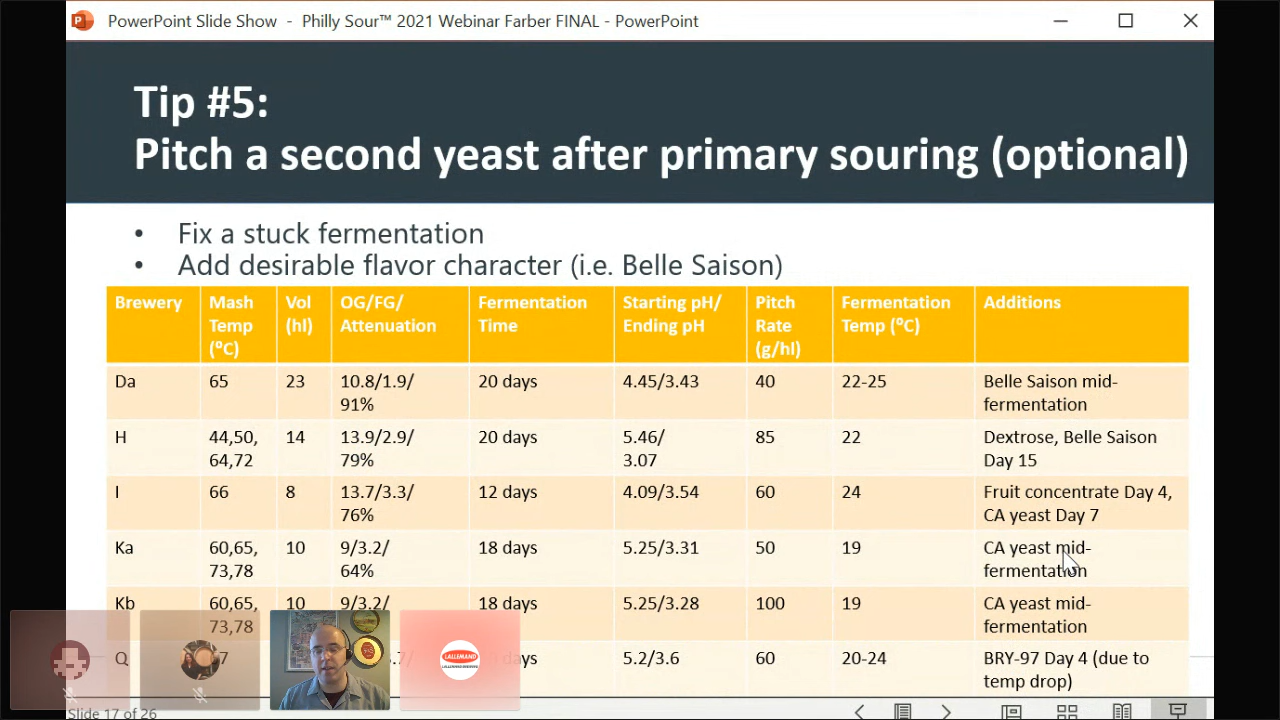 PowerPoint Slide Show - Philly Sour™ 2021 Webinar Farber FINAL - PowerPoint
Tip #5:
Pitch a second yeast after primary souring (optional)
• Fix a stuck fermentation
• Add desirable flavor character (i.e. Belle Saison)
Brewery Mash Temp (ºC) Vol (hl) OG/FG/ Attenuation Fermentation Time Starting pH/ Ending pH Pitch Rate (g/hl) Fermentation Temp (ºC) Additions
Da 65 23 10.8/1.9/ 91% 20 days 4.45/3.43 40 22-25 Belle Saison mid-fermentation
H 44,50, 64,72 14 13.9/2.9/ 79% 20 days 5.46/ 3.07 85 22 Dextrose, Belle Saison Day 15
I 66 8 13.7/3.3/ 76% 12 days 4.09/3.54 60 24 Fruit concentrate Day 4, CA yeast Day 7
Ka 60,65, 73,78 10 9/3.2/ 64% 18 days 5.25/3.31 50 19 CA yeast mid-fermentation
Kb 60,65, 73,78 10 9/3.2/ 18 days 5.25/3.28 100 19 CA yeast mid-fermentation
Q days 5.2/3.6 60 20-24 BRY-97 Day 4 (due to temp drop)
LALLEMAND
Slide 17 of 26